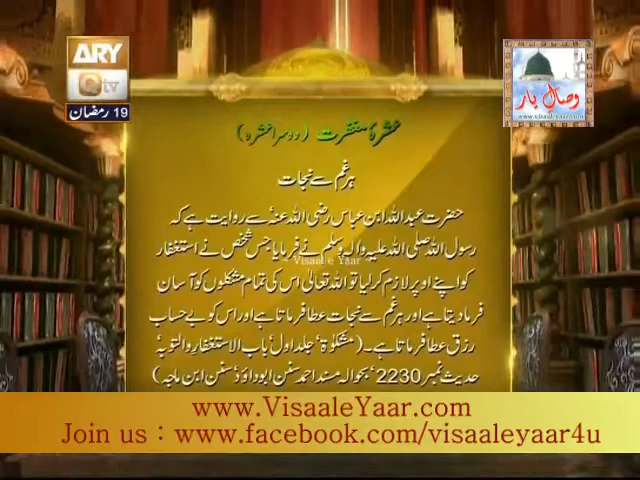 ARY
Qtv
19 رمضان
وصالِ یار
www.visaaleyaar.com
عشرۂ مغفرت (دوسرا عشرہ)
ہر غم سے نجات
حضرت عبداللہ ابن عباس رضی اللہ عنہٗ سے روایت ہے کہ
رسول اللہ صلی اللہ علیہ والہٖ وسلم نے فرمایا جس شخص نے استغفار
~ Visaal e Yaar ~
کو اپنے اوپر لازم کر لیا تو اللہ تعالیٰ اس کی تمام مشکلوں کو آسان
فرمادیتا ہے اور ہر غم سے نجات عطا فرماتا ہے اور اس کو بے حساب
رزق عطا فرماتا ہے۔ (مشکوٰۃ، جلد اول، باب الاستغفار والتوبہ،
حدیث نمبر 2230، بحوالہ مسند احمد، سنن ابوداؤد، سنن ابن ماجہ)
www.VisaaleYaar.com
Join us : www.facebook.com/visaaleyaar4u